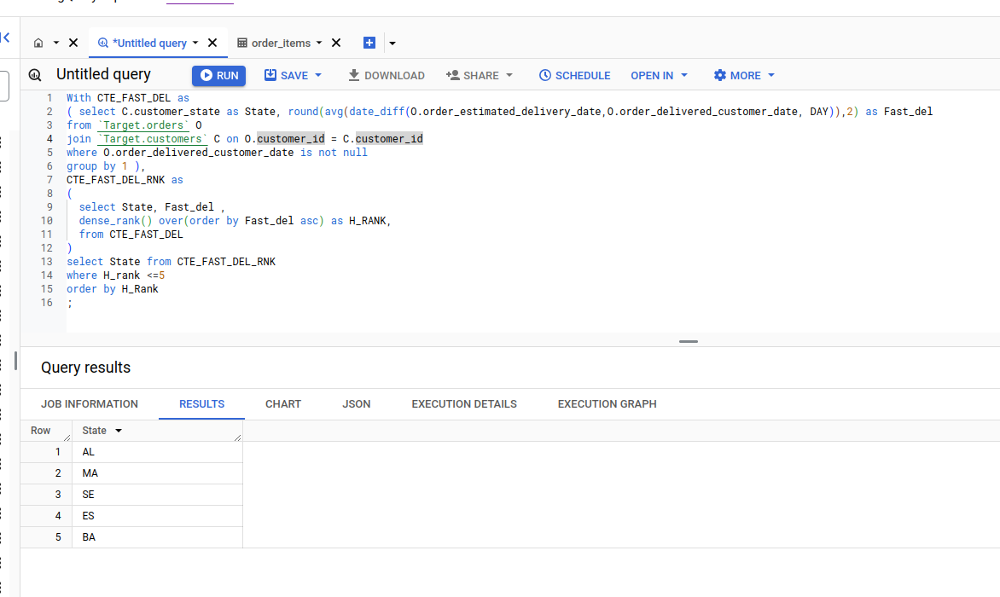 *Untitled query
order_items
Untitled query
RUN
SAVE
DOWNLOAD
SHARE
SCHEDULE
OPEN IN
MORE
1 With CTE_FAST_DEL as
2 ( select C.customer_state as State, round(avg(date_diff(O.order_estimated_delivery_date,O.order_delivered_customer_date, DAY)),2) as Fast_del
3 from `Target.orders` O
4 join `Target.customers` C on O.customer_id = C.customer_id
5 where O.order_delivered_customer_date is not null
6 group by 1 ),
7 CTE_FAST_DEL_RNK as
8 (
9 select State, Fast_del ,
10 dense_rank() over(order by Fast_del asc) as H_RANK,
11 from CTE_FAST_DEL
12 )
13 select State from CTE_FAST_DEL_RNK
14 where H_rank <=5
15 order by H_Rank
16 ;
Query results
JOB INFORMATION
RESULTS
CHART
JSON
EXECUTION DETAILS
EXECUTION GRAPH
Row State
1 AL
2 MA
3 SE
4 ES
5 BA